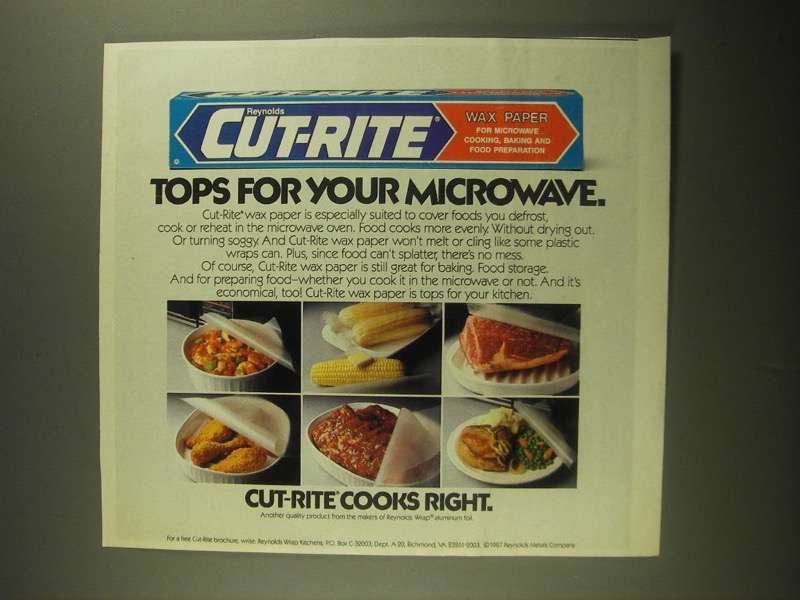 CUT-RITE
Reynolds
CUT-RITE®
WAX PAPER
FOR MICROWAVE
COOKING, BAKING AND
FOOD PREPARATION
TOPS FOR YOUR MICROWAVE.
Cut-Rite® wax paper is especially suited to cover foods you defrost,
cook or reheat in the microwave oven. Food cooks more evenly. Without drying out.
Or turning soggy. And Cut-Rite wax paper won't melt or cling like some plastic
wraps can. Plus, since food can't splatter, there's no mess.
Of course, Cut-Rite wax paper is still great for baking. Food storage.
And for preparing food—whether you cook it in the microwave or not. And it's
economical, too! Cut-Rite wax paper is tops for your kitchen.
CUT-RITE® COOKS RIGHT.
Another quality product from the makers of Reynolds Wrap® aluminum foil.
For a free Cut-Rite brochure, write: Reynolds Wrap Kitchens, P.O. Box C-32003, Dept. A-20, Richmond, VA ©1987 Reynolds Metals Company